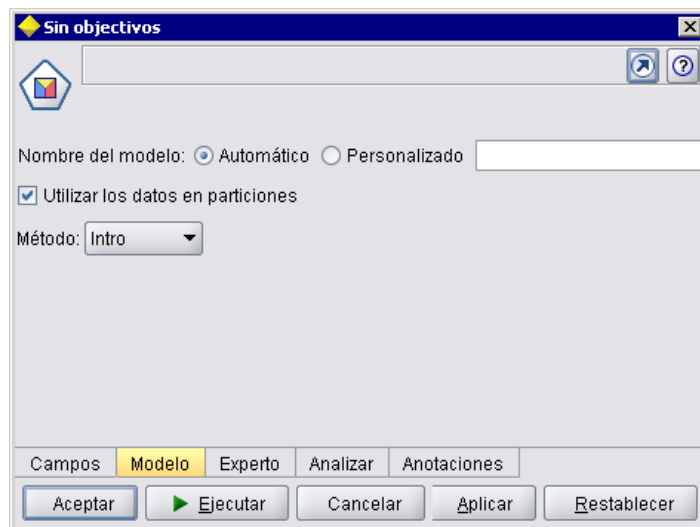 Sin objectivos
Nombre del modelo: Automático Personalizado
Utilizar los datos en particiones
Método: Intro
Campos Modelo Experto Analizar Anotaciones
Aceptar Ejecutar Cancelar Aplicar Restablecer